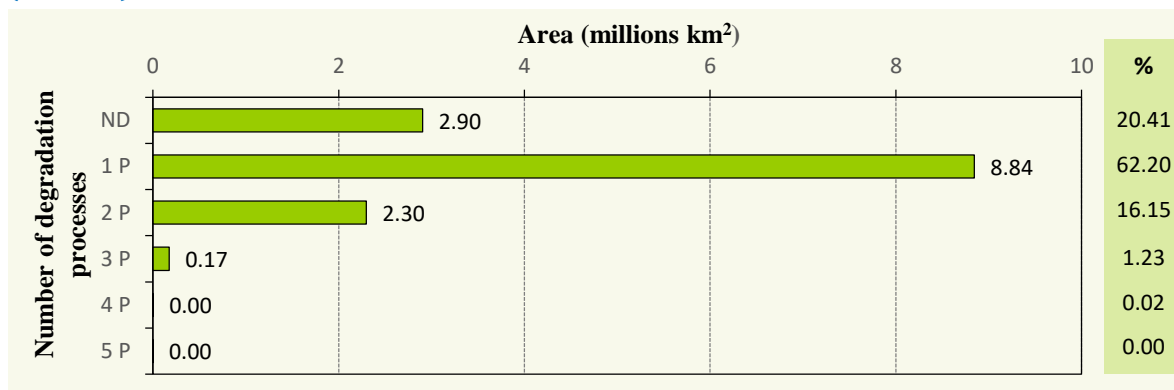 Area (millions km²)
0 2 4 6 8 10 %
Number of degradation
processes
ND 2.90 20.41
1 P 8.84 62.20
2 P 2.30 16.15
3 P 0.17 1.23
4 P 0.00 0.02
5 P 0.00 0.00